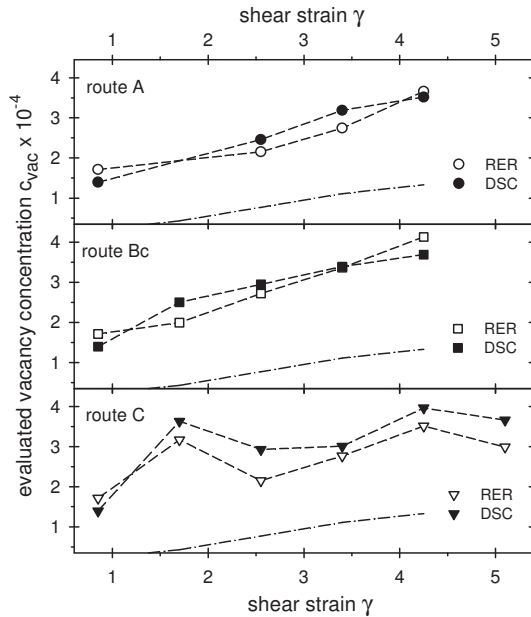 shear strain γ
1 2 3 4 5
evaluated vacancy concentration c_vac x 10^-4
route A
4
3
2
1
RER
DSC
route Bc
4
3
2
1
RER
DSC
route C
4
3
2
1
RER
DSC
1 2 3 4 5
shear strain γ